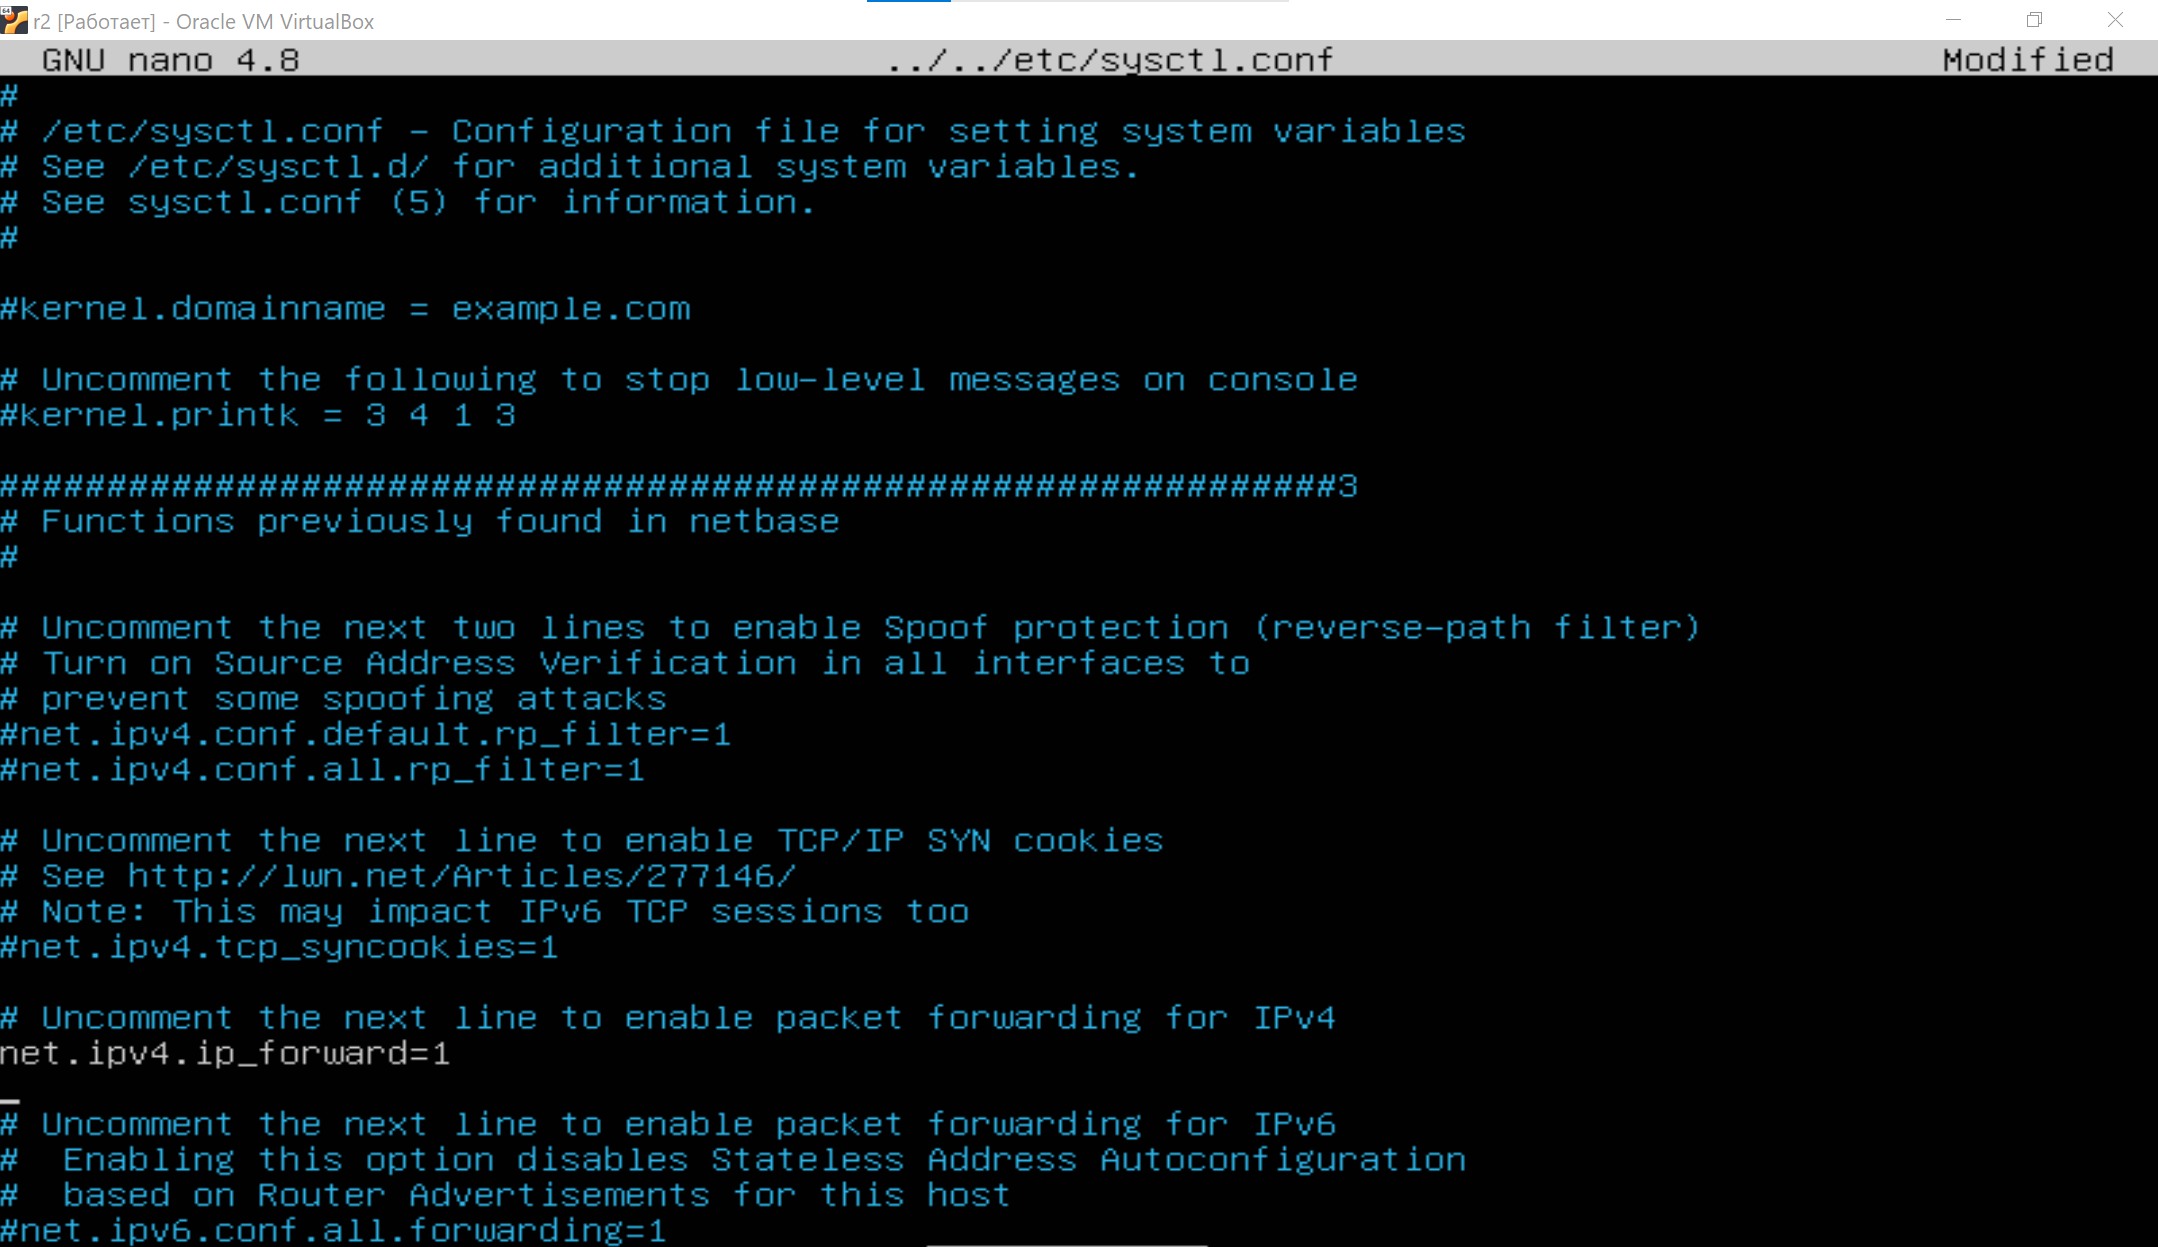 r2 [Работает] - Oracle VM VirtualBox
GNU nano 4.8 ../../etc/sysctl.conf Modified
#
# /etc/sysctl.conf - Configuration file for setting system variables
# See /etc/sysctl.d/ for additional system variables.
# See sysctl.conf (5) for information.
#
#kernel.domainname = example.com
# Uncomment the following to stop low-level messages on console
#kernel.printk = 3 4 1 3
##############################################################3
# Functions previously found in netbase
#
# Uncomment the next two lines to enable Spoof protection (reverse-path filter)
# Turn on Source Address Verification in all interfaces to
# prevent some spoofing attacks
#net.ipv4.conf.default.rp_filter=1
#net.ipv4.conf.all.rp_filter=1
# Uncomment the next line to enable TCP/IP SYN cookies
# See http://lwn.net/Articles/277146/
# Note: This may impact IPv6 TCP sessions too
#net.ipv4.tcp_syncookies=1
# Uncomment the next line to enable packet forwarding for IPv4
net.ipv4.ip_forward=1
# Uncomment the next line to enable packet forwarding for IPv6
#  Enabling this option disables Stateless Address Autoconfiguration
#  based on Router Advertisements for this host
#net.ipv6.conf.all.forwarding=1